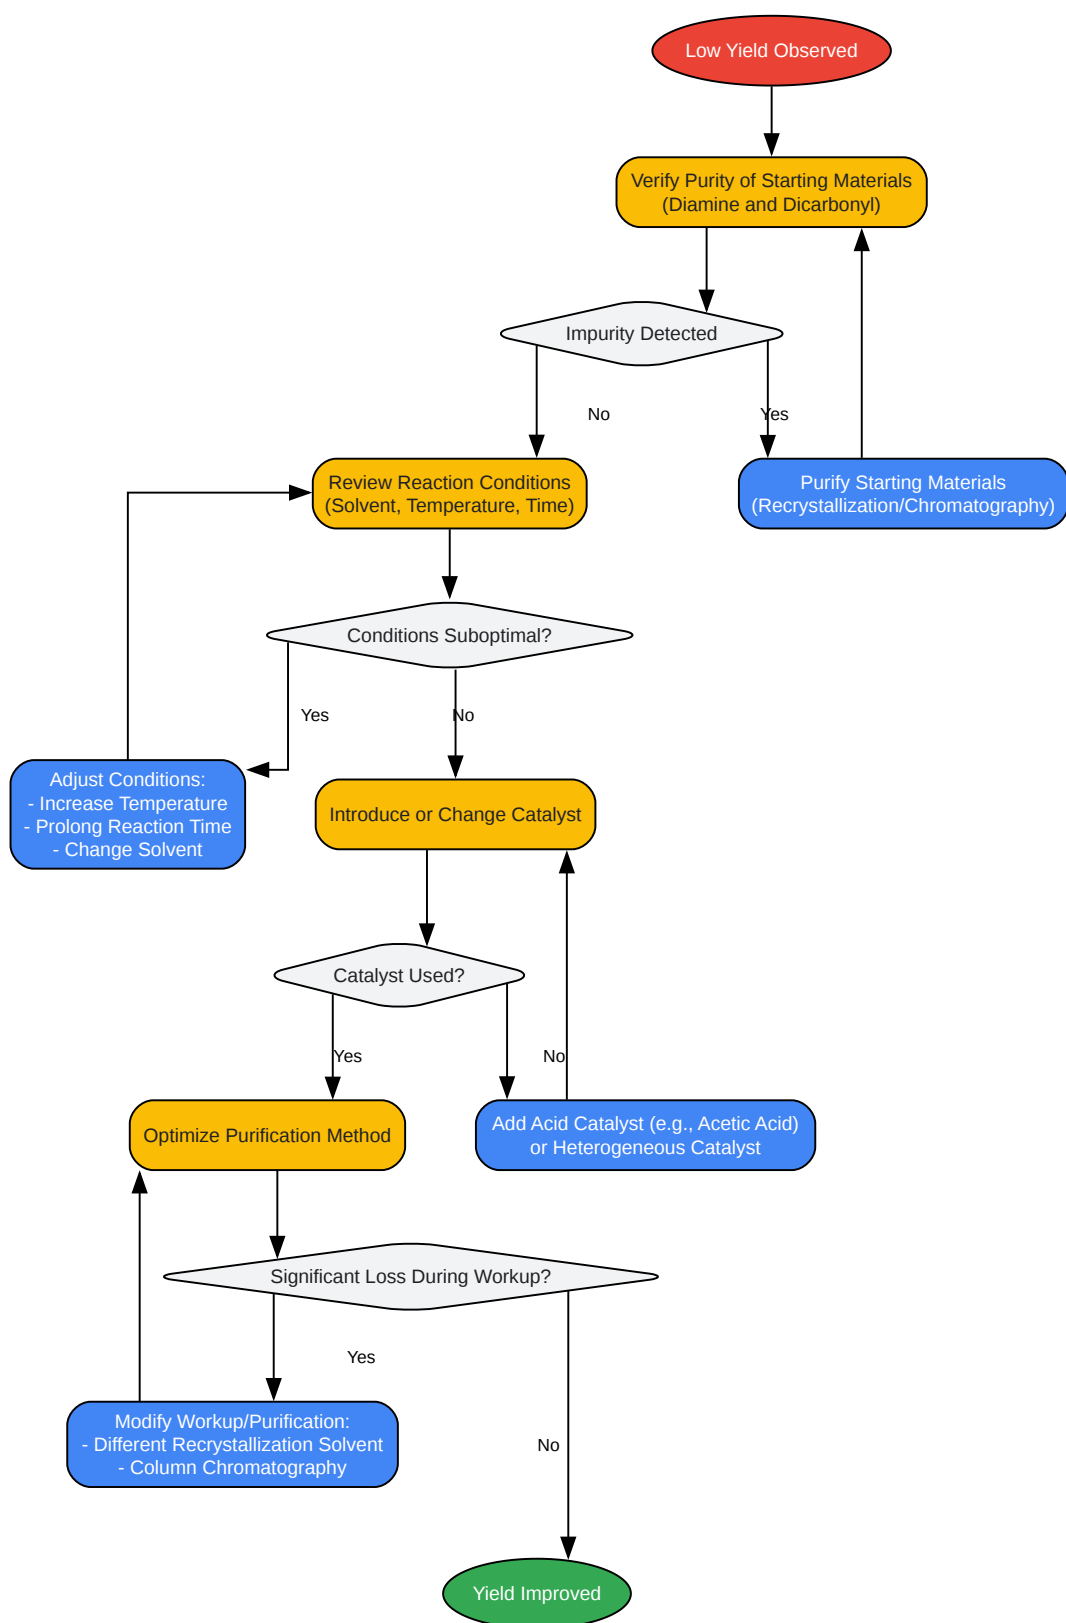 Low Yield Observed
Verify Purity of Starting Materials
(Diamine and Dicarbonyl)
Impurity Detected
No
Yes
Review Reaction Conditions
(Solvent, Temperature, Time)
Purify Starting Materials
(Recrystallization/Chromatography)
Conditions Suboptimal?
Yes
No
Adjust Conditions:
- Increase Temperature
- Prolong Reaction Time
- Change Solvent
Introduce or Change Catalyst
Catalyst Used?
Yes
No
Optimize Purification Method
Add Acid Catalyst (e.g., Acetic Acid)
or Heterogeneous Catalyst
Significant Loss During Workup?
Yes
Modify Workup/Purification:
- Different Recrystallization Solvent
- Column Chromatography
No
Yield Improved